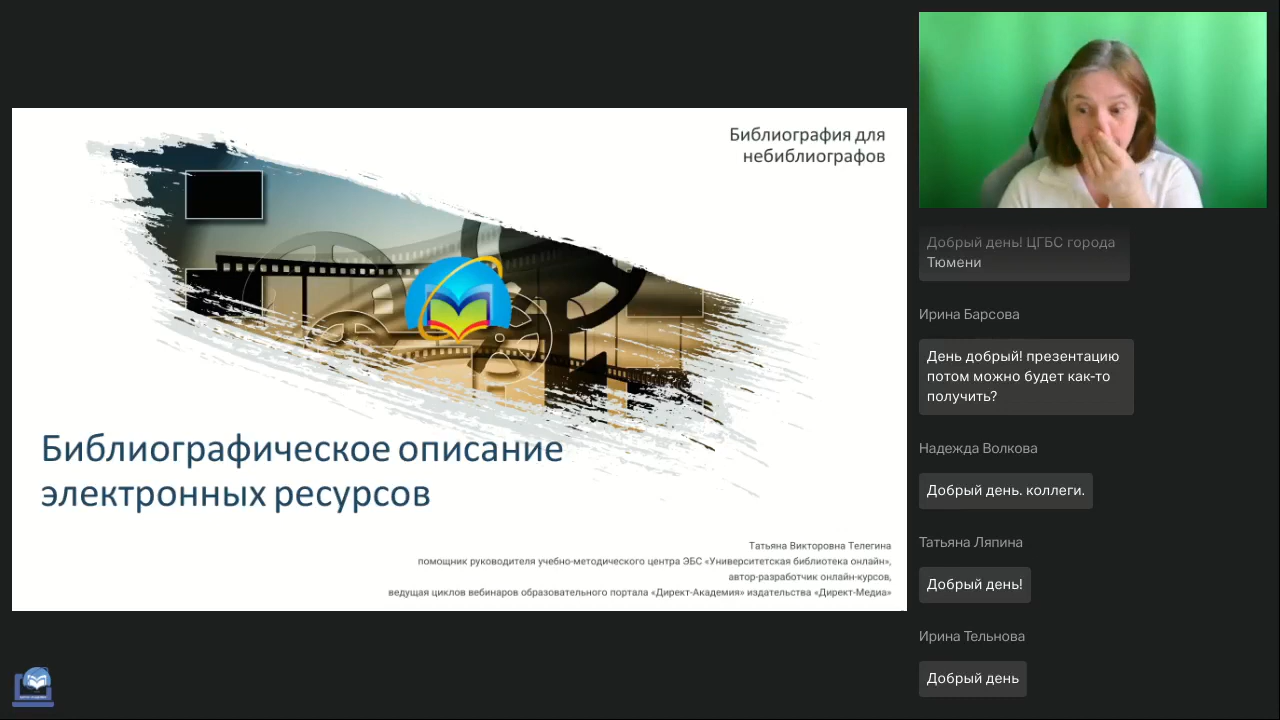 Библиография для
небиблиографов
Библиографическое описание
электронных ресурсов
Татьяна Викторовна Телегина
помощник руководителя учебно-методического центра ЭБС «Университетская библиотека онлайн»,
автор-разработчик онлайн-курсов,
ведущая циклов вебинаров образовательного портала «Директ-Академия» издательства «Директ-Медиа»
Добрый день! ЦГБС города
Тюмени
Ирина Барсова
День добрый! презентацию
потом можно будет как-то
получить?
Надежда Волкова
Добрый день. коллеги.
Татьяна Ляпина
Добрый день!
Ирина Тельнова
Добрый день